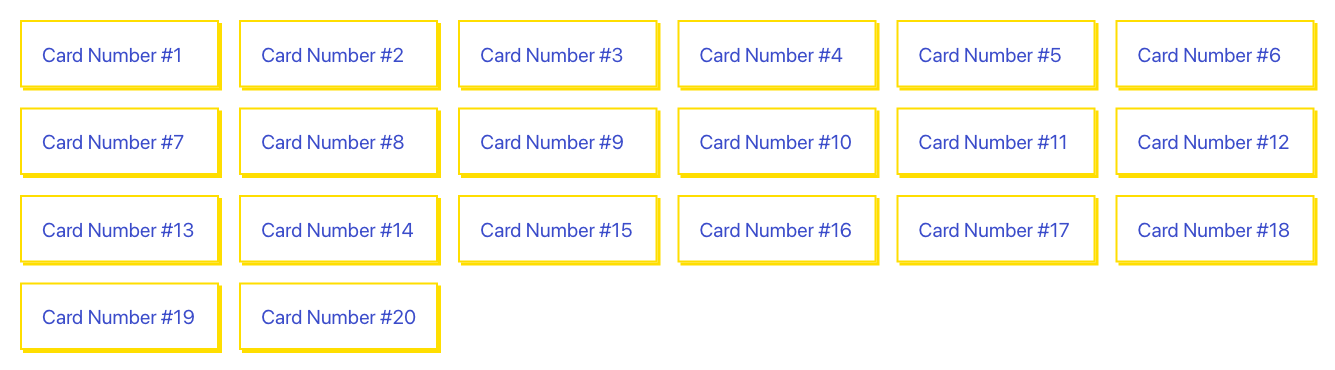 Card Number #1
Card Number #2
Card Number #3
Card Number #4
Card Number #5
Card Number #6
Card Number #7
Card Number #8
Card Number #9
Card Number #10
Card Number #11
Card Number #12
Card Number #13
Card Number #14
Card Number #15
Card Number #16
Card Number #17
Card Number #18
Card Number #19
Card Number #20